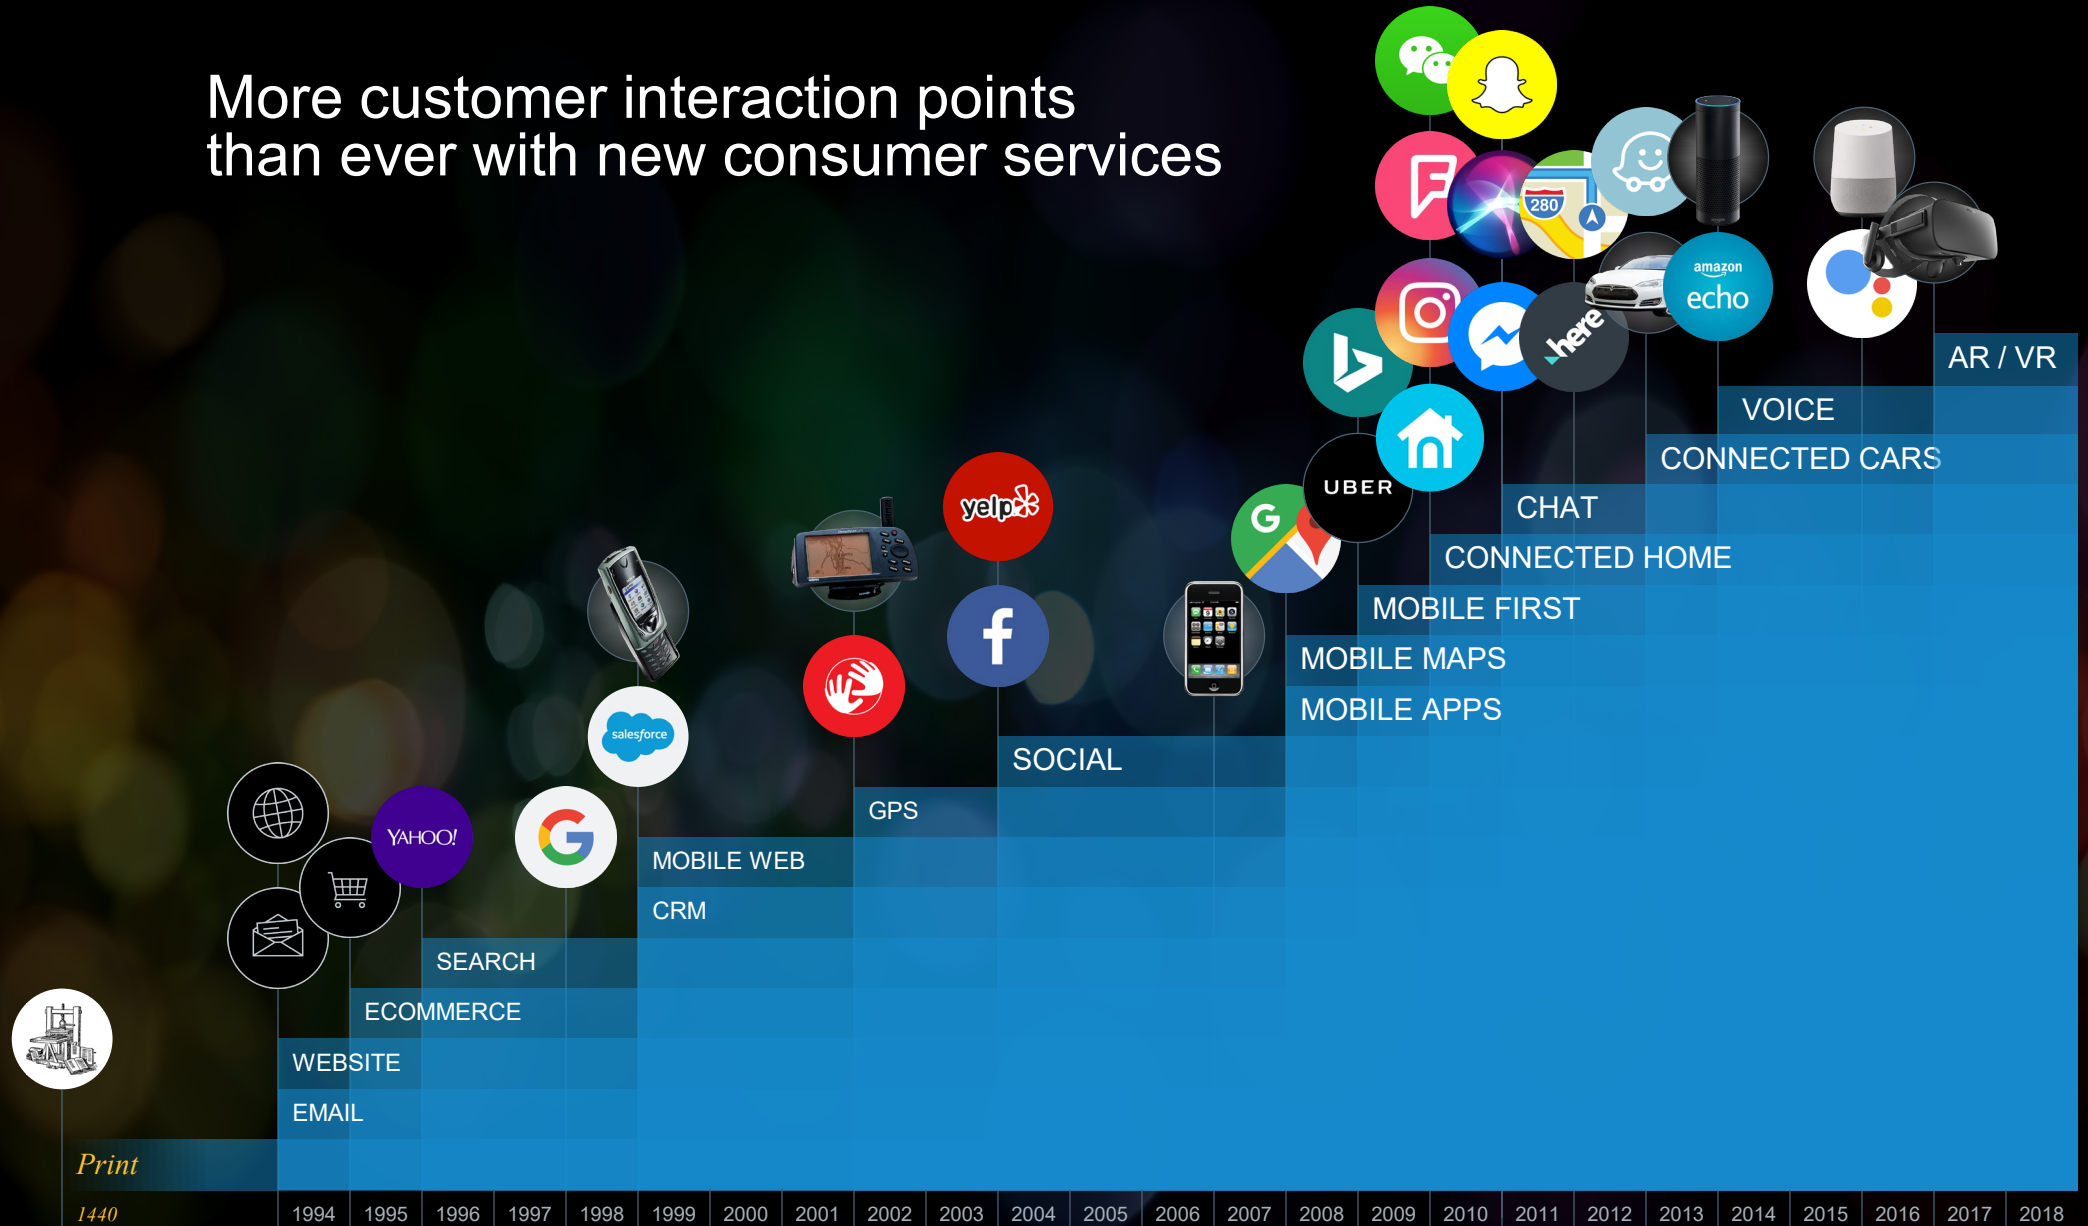 More customer interaction points
than ever with new consumer services
280
amazon
echo
here
UBER
yelp
G
f
salesforce
YAHOO!
G
AR / VR
VOICE
CONNECTED CARS
CHAT
CONNECTED HOME
MOBILE FIRST
MOBILE MAPS
MOBILE APPS
SOCIAL
GPS
MOBILE WEB
CRM
SEARCH
ECOMMERCE
WEBSITE
EMAIL
Print
1440 1994 1995 1996 1997 1998 1999 2000 2001 2002 2003 2004 2005 2006 2007 2008 2009 2010 2011 2012 2013 2014 2015 2016 2017 2018